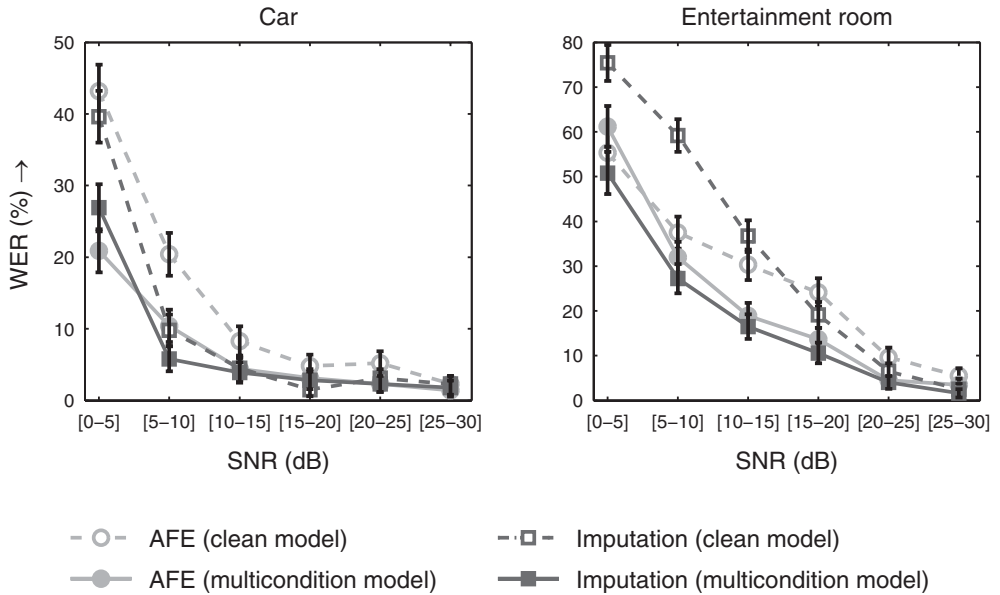 Car
Entertainment room
50
40
30
20
10
0
80
70
60
50
40
30
20
10
0
WER (%) →
[0–5] [5–10] [10–15] [15–20] [20–25] [25–30]
[0–5] [5–10] [10–15] [15–20] [20–25] [25–30]
SNR (dB)
SNR (dB)
AFE (clean model)
Imputation (clean model)
AFE (multicondition model)
Imputation (multicondition model)